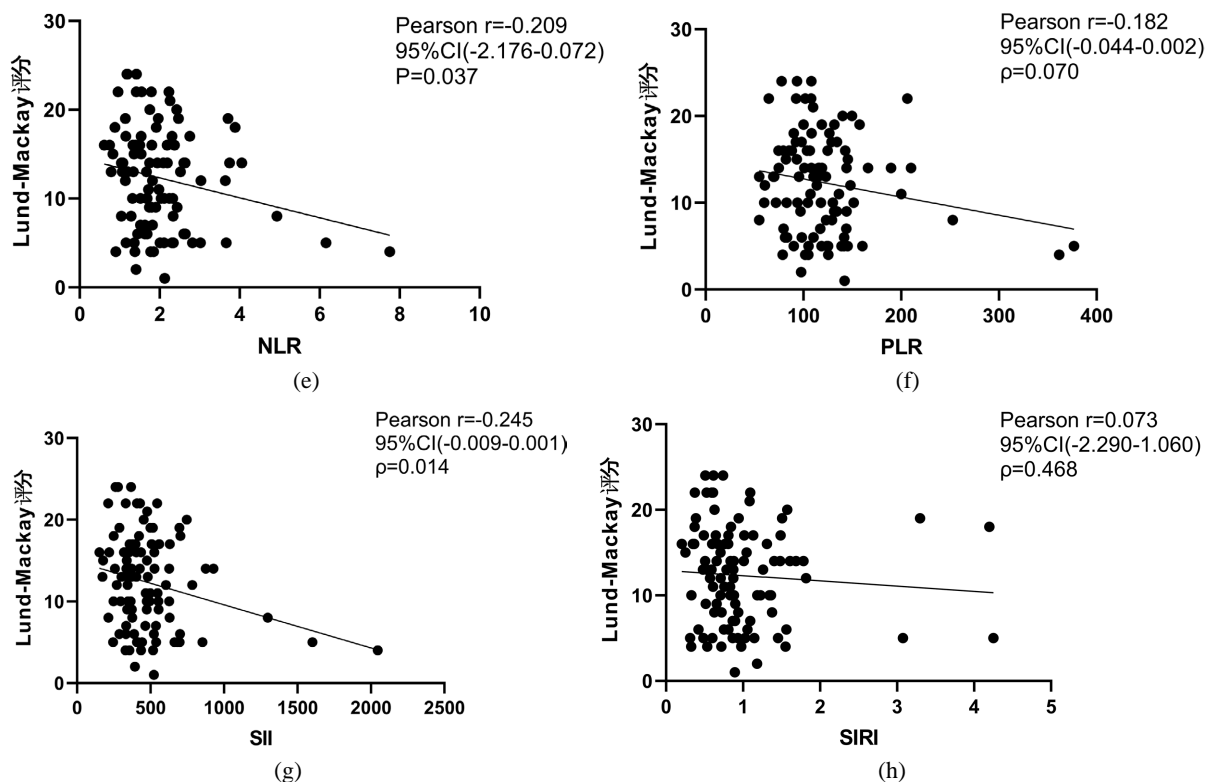 Pearson r=-0.209
95%CI(-2.176-0.072)
P=0.037
30
20
10
0
Lund-Mackay评分
0 2 4 6 8 10
NLR
(e)
Pearson r=-0.182
95%CI(-0.044-0.002)
ρ=0.070
30
20
10
0
Lund-Mackay评分
0 100 200 300 400
PLR
(f)
Pearson r=-0.245
95%CI(-0.009-0.001)
ρ=0.014
30
20
10
0
Lund-Mackay评分
0 500 1000 1500 2000 2500
SII
(g)
Pearson r=0.073
95%CI(-2.290-1.060)
ρ=0.468
30
20
10
0
Lund-Mackay评分
0 1 2 3 4 5
SIRI
(h)